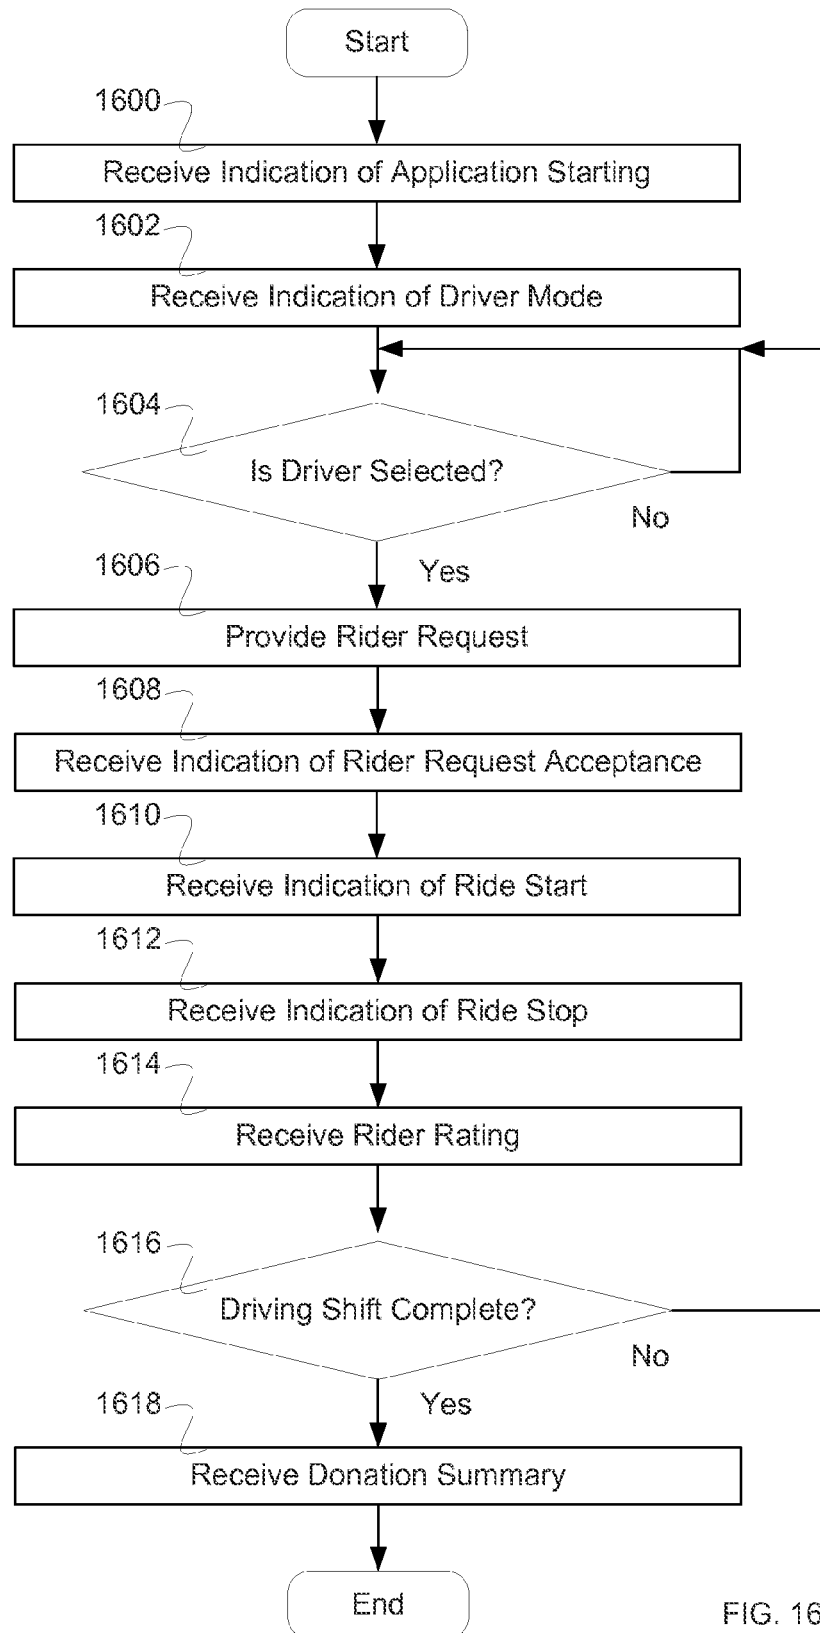 Start
1600
Receive Indication of Application Starting
1602
Receive Indication of Driver Mode
1604
Is Driver Selected?
No
Yes
1606
Provide Rider Request
1608
Receive Indication of Rider Request Acceptance
1610
Receive Indication of Ride Start
1612
Receive Indication of Ride Stop
1614
Receive Rider Rating
1616
Driving Shift Complete?
No
Yes
1618
Receive Donation Summary
End
FIG. 16